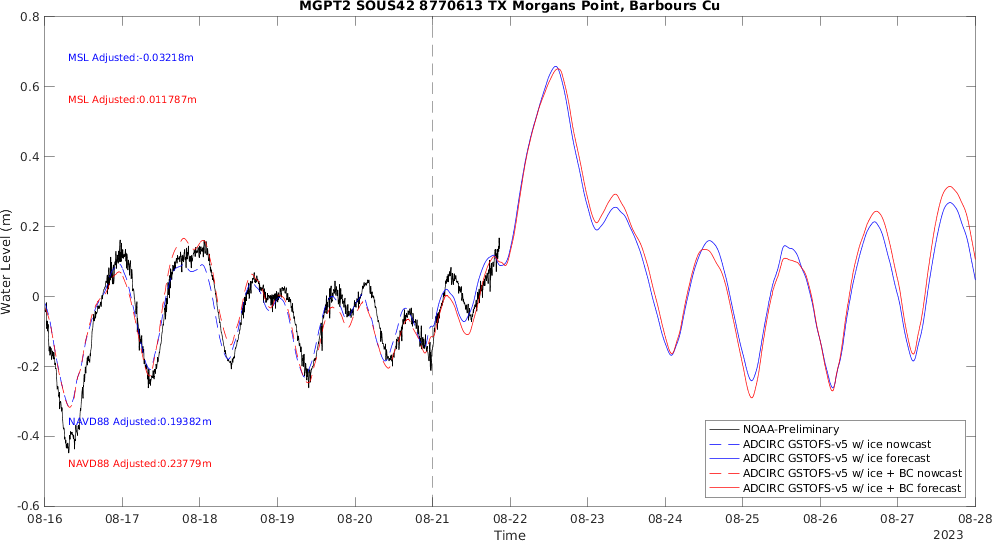 MGPT2 SOUS42 8770613 TX Morgans Point, Barbours Cu
MSL Adjusted:-0.03218m
MSL Adjusted:0.011787m
NAVD88 Adjusted:0.19382m
NAVD88 Adjusted:0.23779m
Water Level (m)
0.8
0.6
0.4
0.2
0
-0.2
-0.4
-0.6
NOAA-Preliminary
ADCIRC GSTOFS-v5 w/ ice nowcast
ADCIRC GSTOFS-v5 w/ ice forecast
ADCIRC GSTOFS-v5 w/ ice + BC nowcast
ADCIRC GSTOFS-v5 w/ ice + BC forecast
08-16 08-17 08-18 08-19 08-20 08-21 08-22 08-23 08-24 08-25 08-26 08-27 08-28
Time
2023